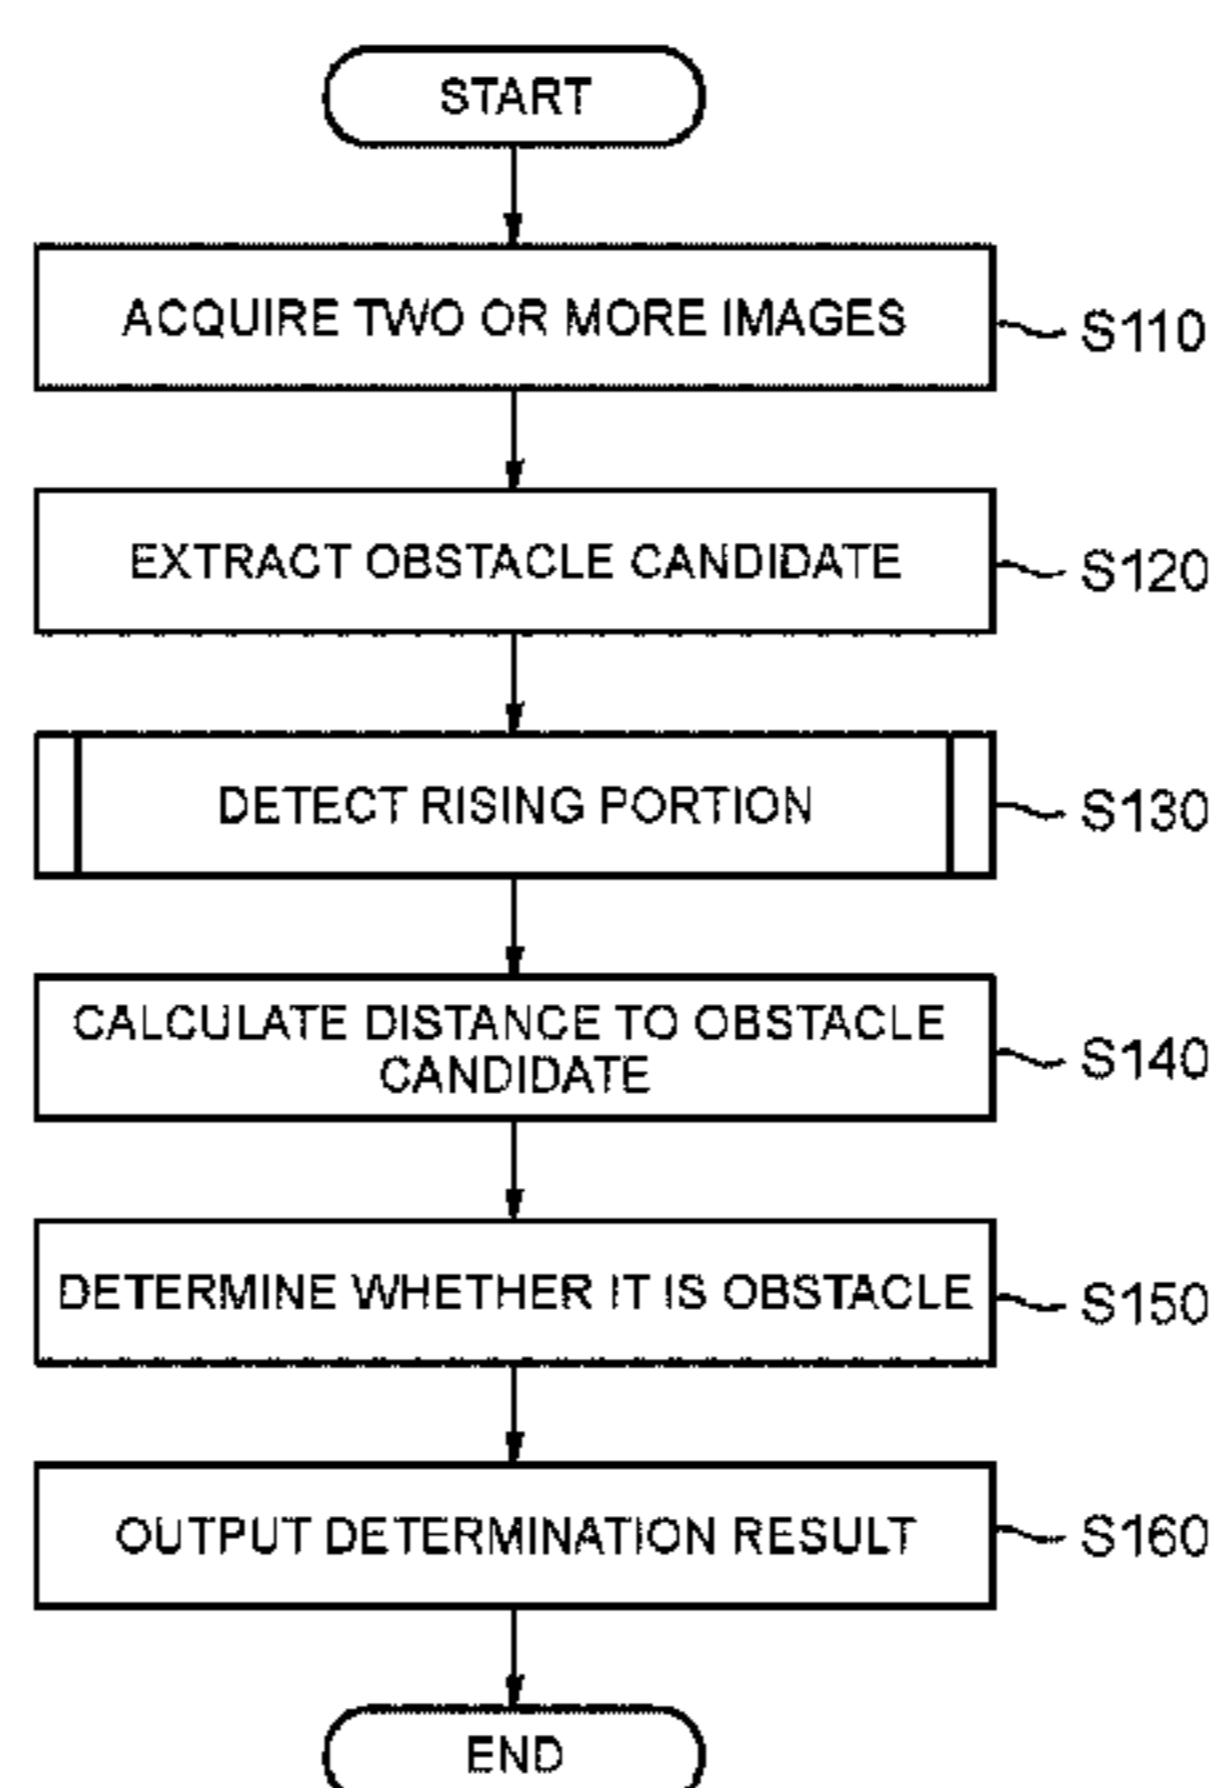 START
ACQUIRE TWO OR MORE IMAGES
S110
EXTRACT OBSTACLE CANDIDATE
S120
DETECT RISING PORTION
S130
CALCULATE DISTANCE TO OBSTACLE
CANDIDATE
S140
DETERMINE WHETHER IT IS OBSTACLE
S150
OUTPUT DETERMINATION RESULT
S160
END